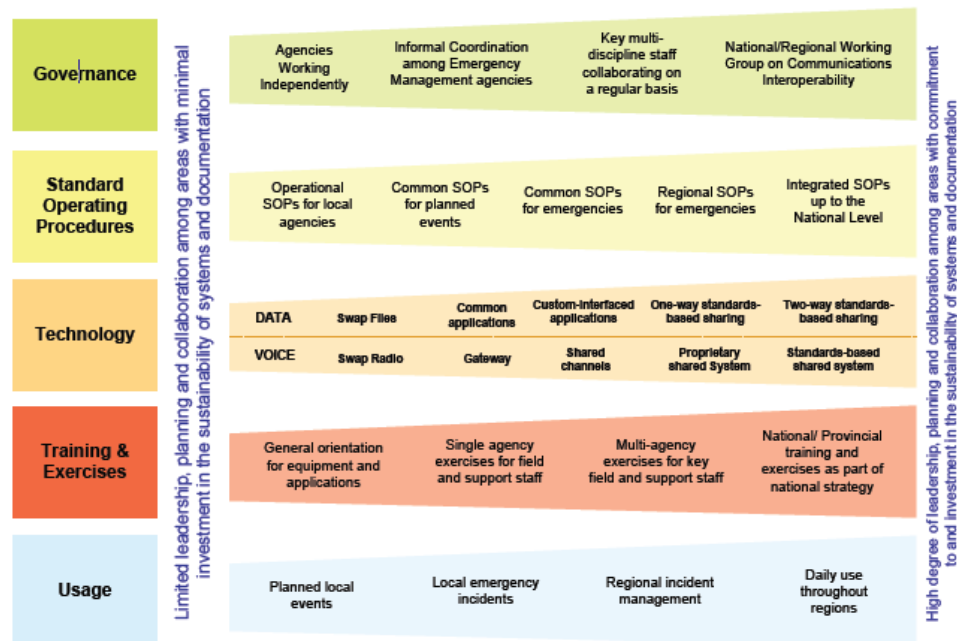 Governance
Limited leadership, planning and collaboration among areas with minimal
investment in the sustainability of systems and documentation
Agencies
Working
Independently
Informal Coordination
among Emergency
Management agencies
Key multi-
discipline staff
collaborating on
a regular basis
National/Regional Working
Group on Communications
Interoperability
High degree of leadership, planning and collaboration among areas with commitment
to and investment in the sustainability of systems and documentation
Standard
Operating
Procedures
Operational
SOPs for local
agencies
Common SOPs
for planned
events
Common SOPs
for emergencies
Regional SOPs
for emergencies
Integrated SOPs
up to the
National Level
Technology
DATA
Swap Files
Common
applications
Custom-interfaced
applications
One-way standards-
based sharing
Two-way standards-
based sharing
VOICE
Swap Radio
Gateway
Shared
channels
Proprietary
shared System
Standards-based
shared system
Training &
Exercises
General orientation
for equipment and
applications
Single agency
exercises for field
and support staff
Multi-agency
exercises for key
field and support staff
National/ Provincial
training and
exercises as part of
national strategy
Usage
Planned local
events
Local emergency
incidents
Regional incident
management
Daily use
throughout
regions